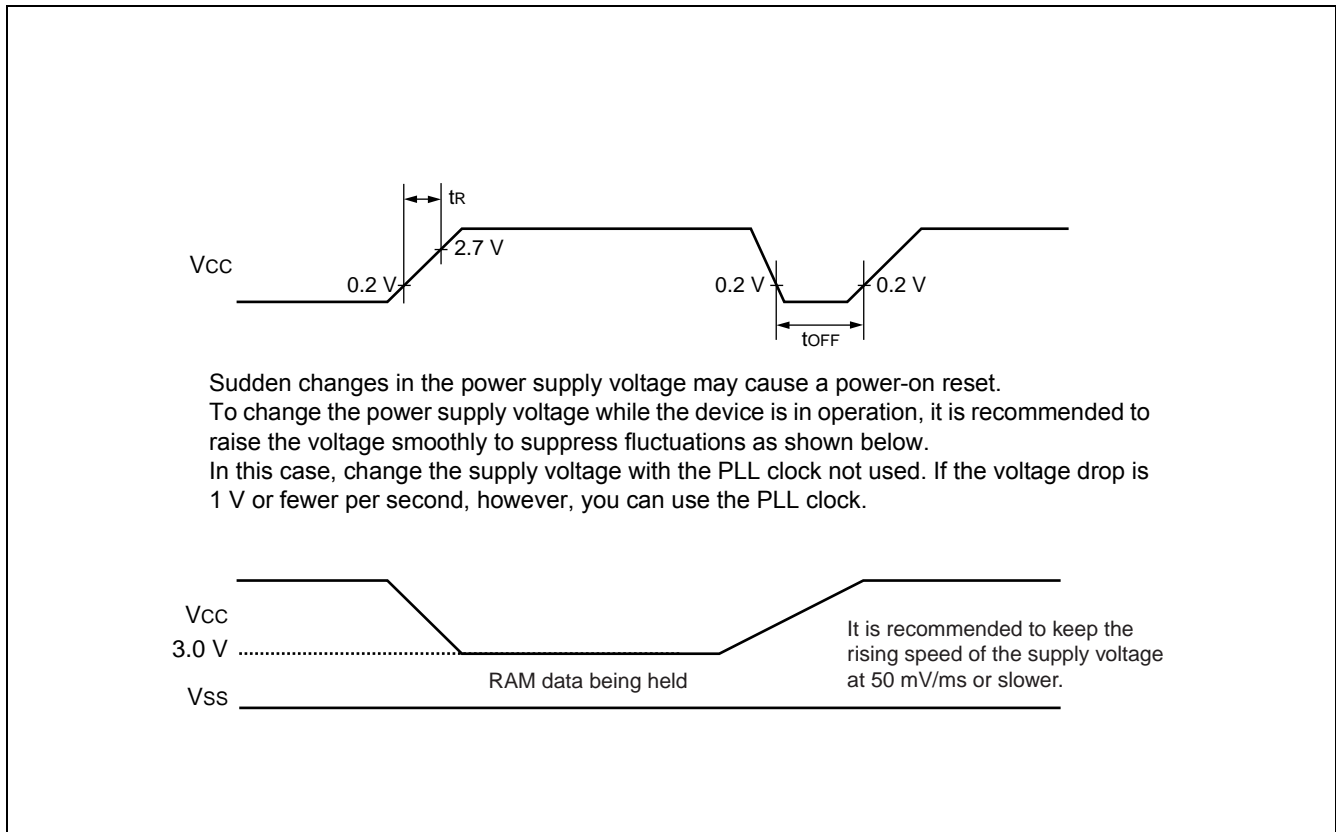 tR
VCC
0.2 V
2.7 V
0.2 V
0.2 V
tOFF
Sudden changes in the power supply voltage may cause a power-on reset.
To change the power supply voltage while the device is in operation, it is recommended to
raise the voltage smoothly to suppress fluctuations as shown below.
In this case, change the supply voltage with the PLL clock not used. If the voltage drop is
1 V or fewer per second, however, you can use the PLL clock.
VCC
3.0 V
VSS
RAM data being held
It is recommended to keep the
rising speed of the supply voltage
at 50 mV/ms or slower.